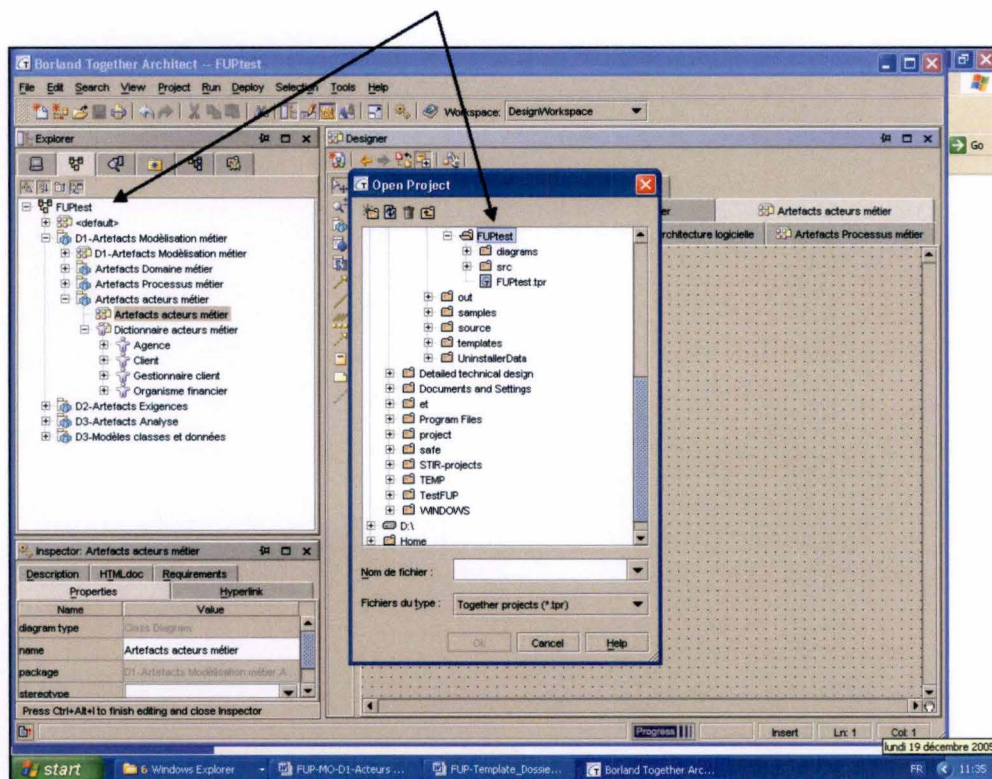 Borland Together Architect -- FUPtest
File Edit Search View Project Run Deploy Selection Tools Help
Workspace: DesignWorkspace
Go
Explorer
FUPtest
<default>
D1-Artefacts Modèlisation métier
D1-Artefacts Modèlisation métier
Artefacts Domaine métier
Artefacts Processus métier
Artefacts acteurs métier
Artefacts acteurs métier
Dictionnaire acteurs métier
Agence
Client
Gestionnaire client
Organisme financier
D2-Artefacts Exigences
D3-Artefacts Analyse
D3-Modèles classes et données
Designer
er
Artefacts acteurs métier
rchitecture logicielle
Artefacts Processus métier
Open Project
FUPtest
diagrams
src
FUPtest.tpr
out
samples
source
templates
UninstallerData
Detailed technical design
Documents and Settings
et
Program Files
project
safe
STIR-projects
TEMP
TestFUP
WINDOWS
D:\
Home
Nom de fichier :
Fichiers du type : Together projects (*.tpr)
Ok Cancel Help
Inspector: Artefacts acteurs métier
Description HTMLdoc Requirements
Properties Hyperlink
Name Value
diagram type Class Diagram
name Artefacts acteurs métier
package D1-Artefacts Modèlisation métier.A
stereotype
Press Ctrl+Alt+I to finish editing and close Inspector
Progress Insert Ln: 1 Col: 1
lundi 19 décembre 2005
start 6 Windows Explorer FUP-MO-D1-Acteurs ... FUP-Template_Dossie... Borland Together Arc... FR 11:35